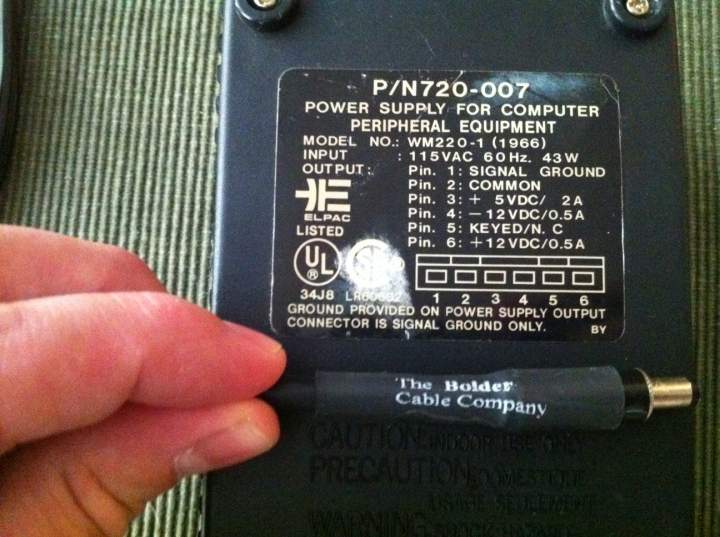 P/N720-007
POWER SUPPLY FOR COMPUTER
PERIPHERAL EQUIPMENT
MODEL NO.: WM220-1 (1966)
INPUT : 115VAC 60Hz. 43W
OUTPUT: Pin. 1: SIGNAL GROUND
Pin. 2: COMMON
Pin. 3: + 5VDC/ 2A
Pin. 4: -12VDC/0.5A
Pin. 5: KEYED/N. C
Pin. 6: +12VDC/0.5A
ELPAC
LISTED
UL
34J8
1 2 3 4 5 6
GROUND PROVIDED ON POWER SUPPLY OUTPUT
CONNECTOR IS SIGNAL GROUND ONLY.
BY
The Bolder
Cable Company
CAUTION INDOOR USE ONLY
PRECAUTION
WARNING